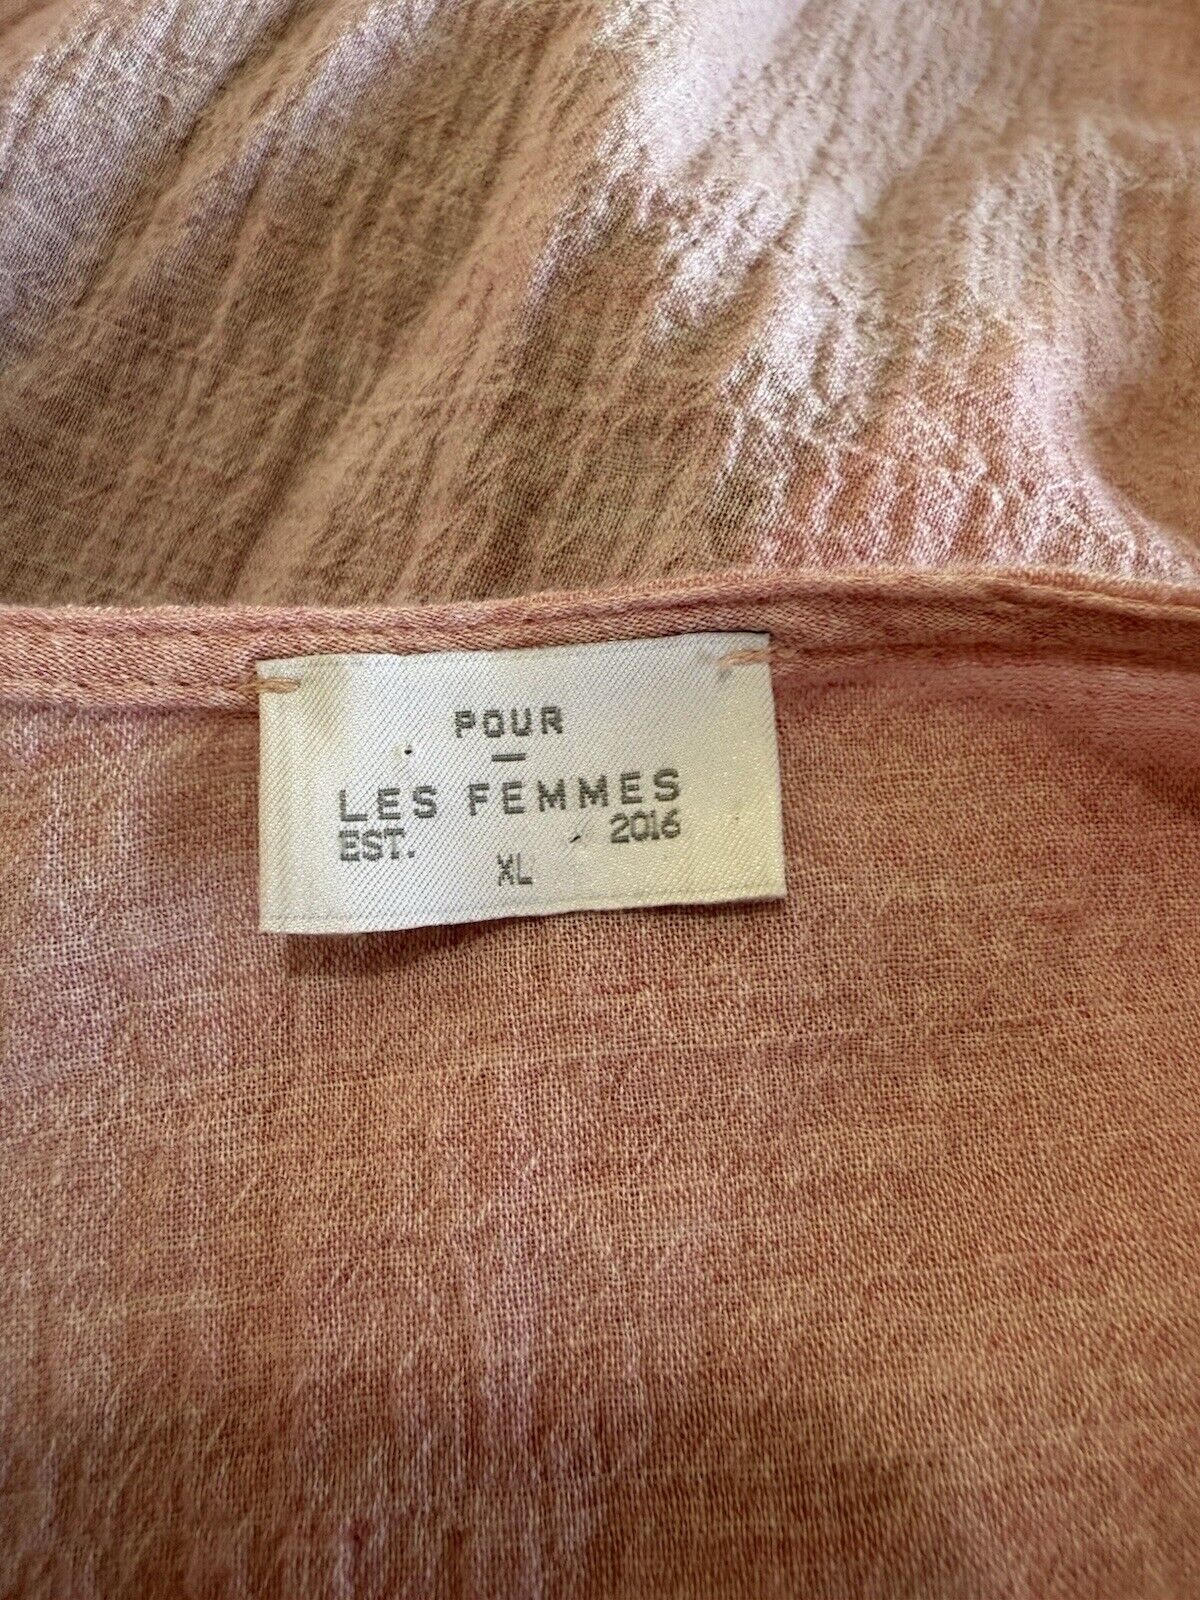 POUR
LES FEMMES
EST. 2016
XL